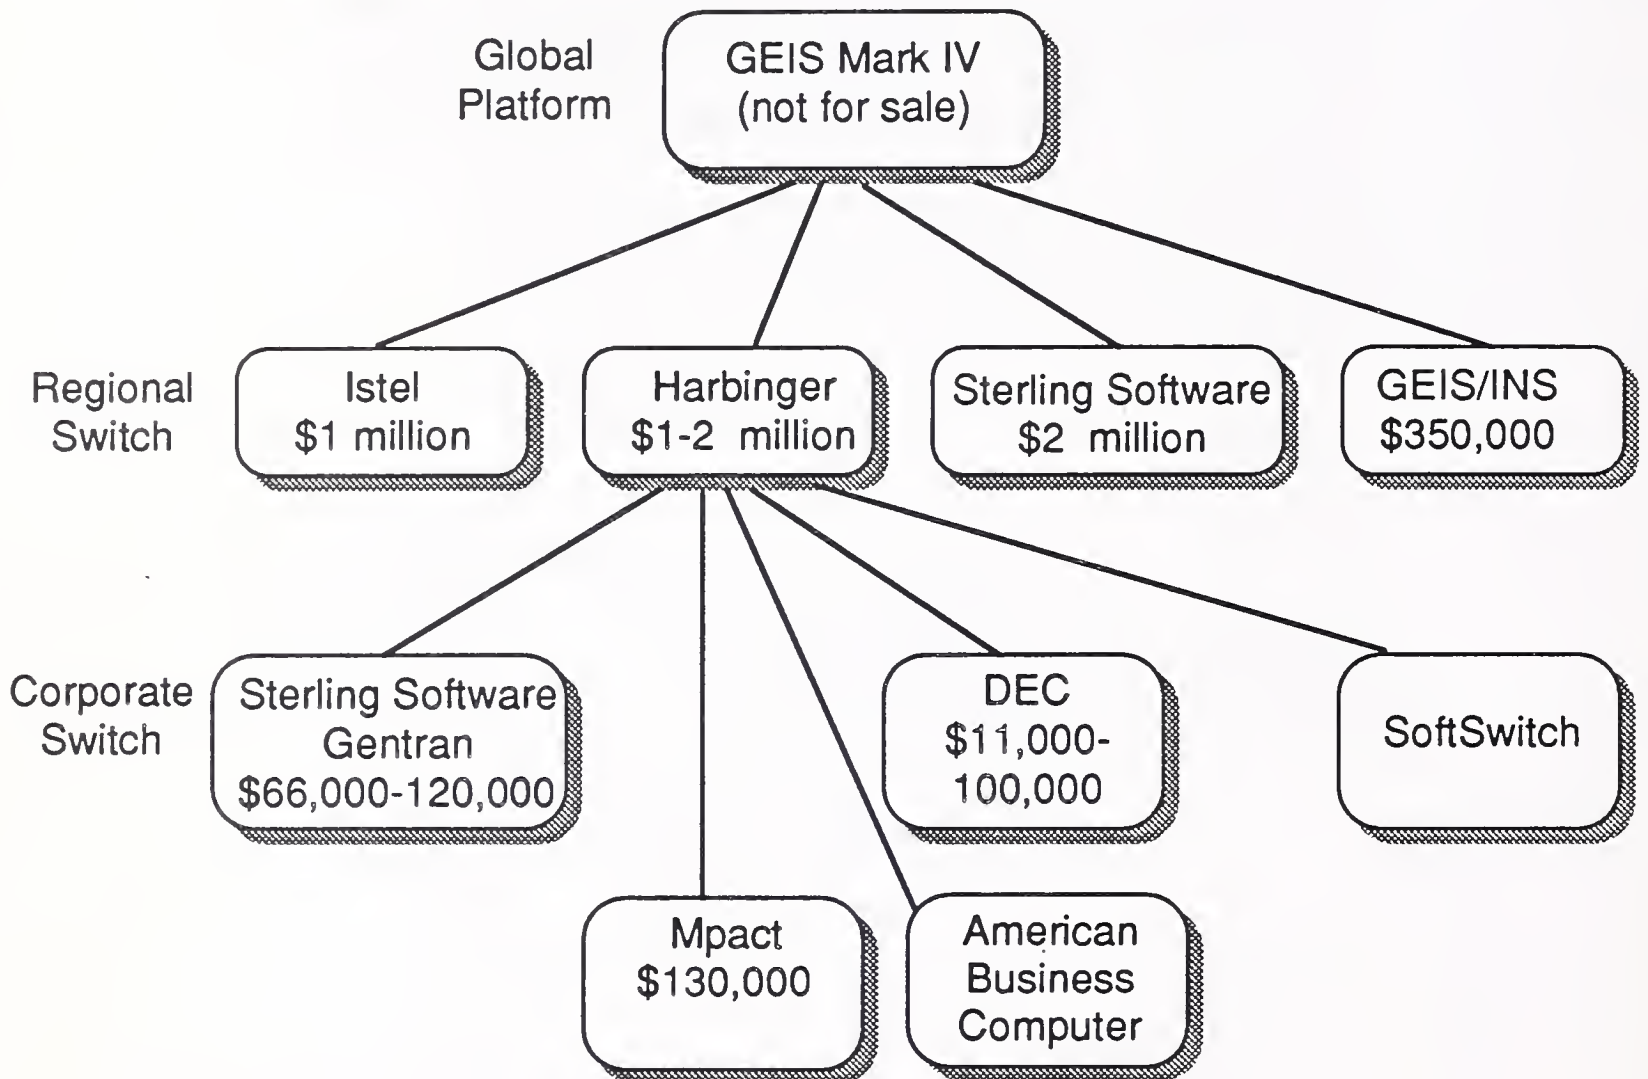 Global
Platform
GEIS Mark IV
(not for sale)
Regional
Switch
Istel
$1 million
Harbinger
$1-2 million
Sterling Software
$2 million
GEIS/INS
$350,000
Corporate
Switch
Sterling Software
Gentran
$66,000-120,000
DEC
$11,000-
100,000
SoftSwitch
Mpact
$130,000
American
Business
Computer